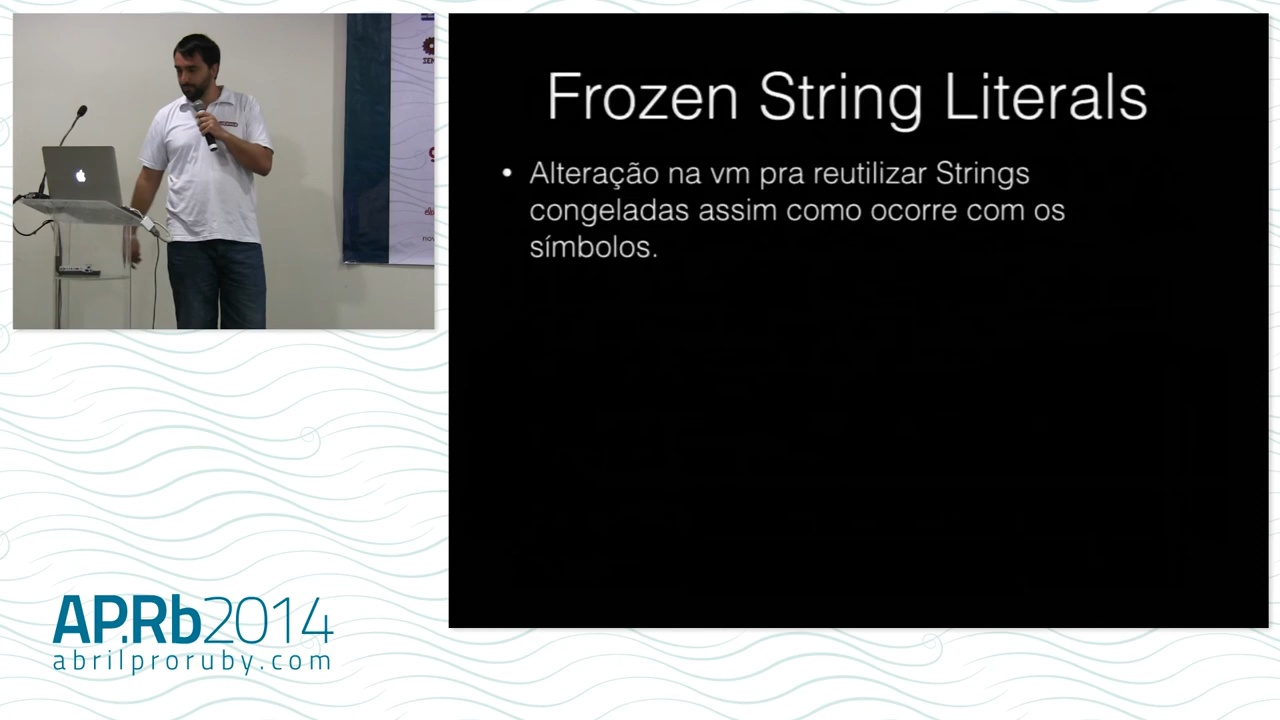 Frozen String Literals
• Alteração na vm pra reutilizar Strings
congeladas assim como ocorre com os
símbolos.
AP.Rb2014
abrilproruby.com